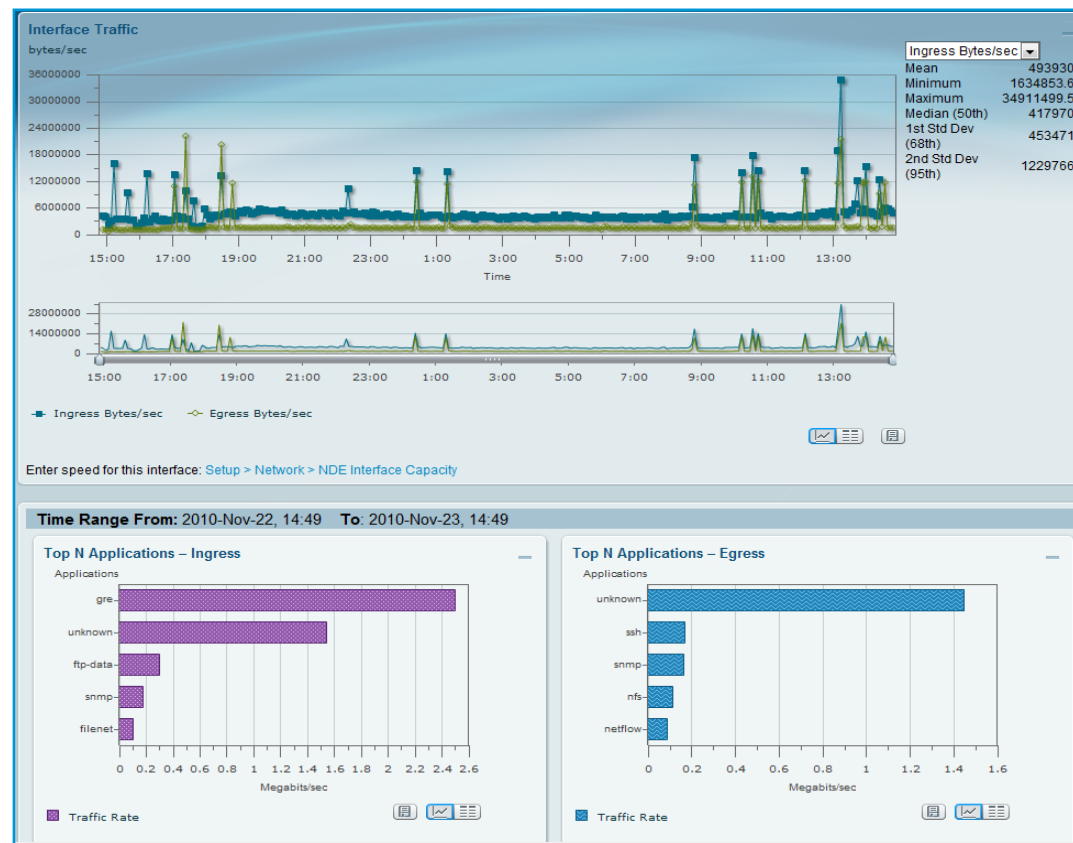 Interface Traffic
bytes/sec
36000000
30000000
24000000
18000000
12000000
6000000
0
15:00 17:00 19:00 21:00 23:00 1:00 3:00 5:00 7:00 9:00 11:00 13:00
Time
Ingress Bytes/sec
Mean 493930
Minimum 1634853.6
Maximum 34911499.5
Median (50th) 417970
1st Std Dev (68th) 453471
2nd Std Dev (95th) 1229766
28000000
14000000
0
15:00 17:00 19:00 21:00 23:00 1:00 3:00 5:00 7:00 9:00 11:00 13:00
Ingress Bytes/sec Egress Bytes/sec
Enter speed for this interface: Setup > Network > NDE Interface Capacity
Time Range From: 2010-Nov-22, 14:49 To: 2010-Nov-23, 14:49
Top N Applications – Ingress
Applications
gre
unknown
ftp-data
snmp
filenet
0 0.2 0.4 0.6 0.8 1 1.2 1.4 1.6 1.8 2 2.2 2.4 2.6
Megabits/sec
Traffic Rate
Top N Applications – Egress
Applications
unknown
ssh
snmp
nfs
netflow
0 0.2 0.4 0.6 0.8 1 1.2 1.4 1.6
Megabits/sec
Traffic Rate